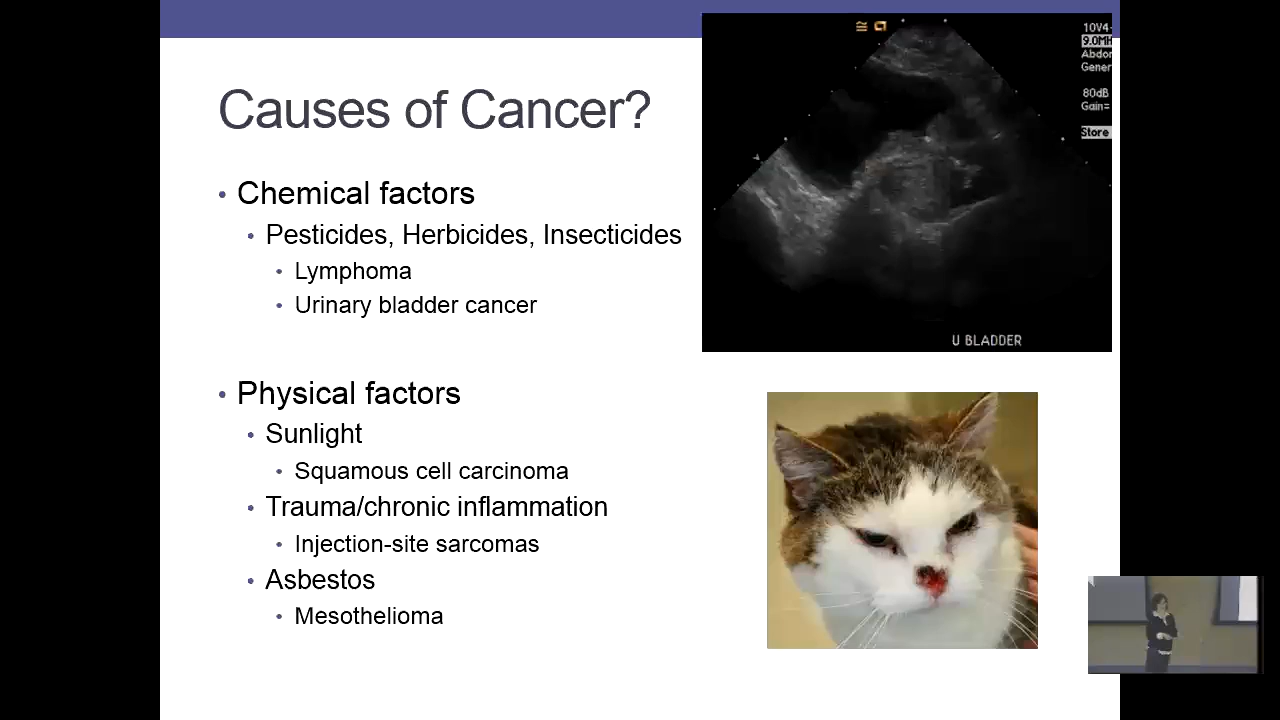 Causes of Cancer?
• Chemical factors
• Pesticides, Herbicides, Insecticides
• Lymphoma
• Urinary bladder cancer
• Physical factors
• Sunlight
• Squamous cell carcinoma
• Trauma/chronic inflammation
• Injection-site sarcomas
• Asbestos
• Mesothelioma
10V4-
9.0MH
Abdor
Gener
80dB
Gain=
Store
U BLADDER